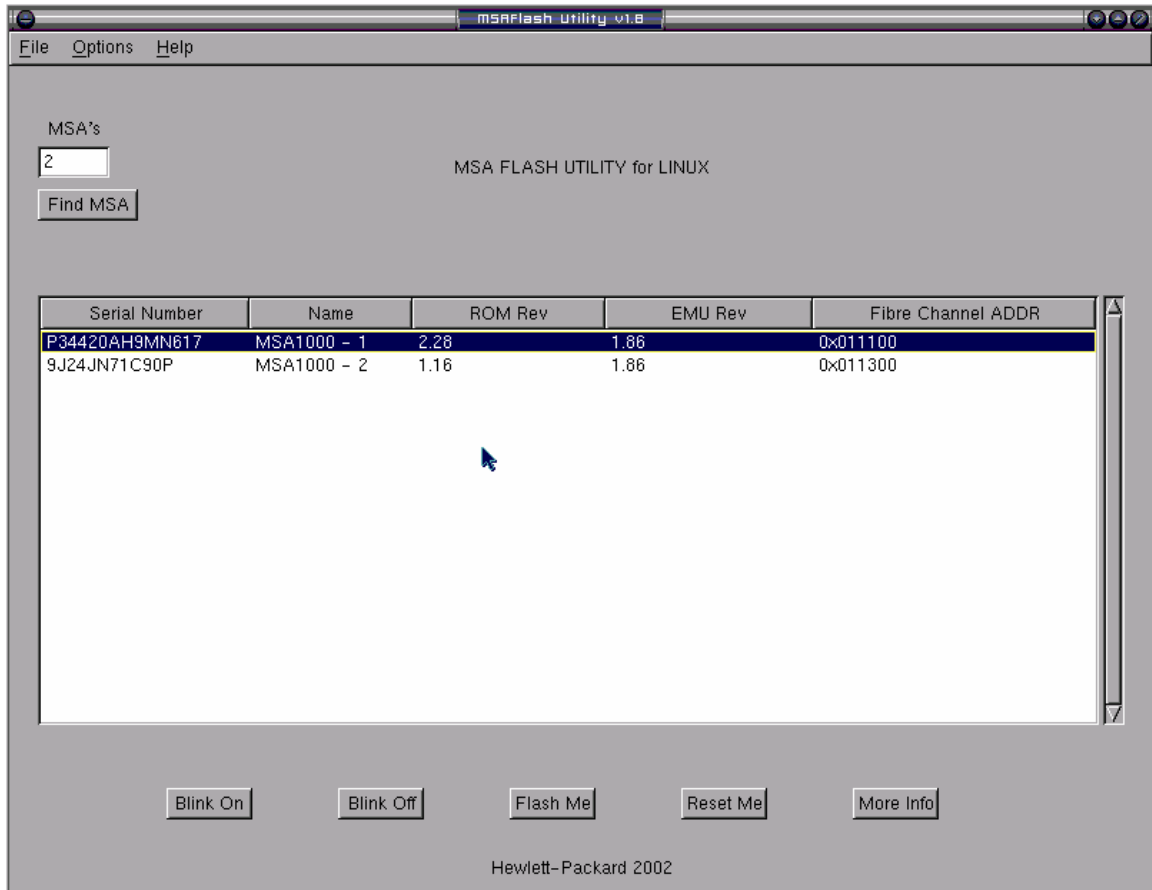 MSAFlash Utility v1.8
File Options Help
MSA's
2
MSA FLASH UTILITY for LINUX
Find MSA
Serial Number Name ROM Rev EMU Rev Fibre Channel ADDR
P34420AH9MN617 MSA1000 - 1 2.28 1.86 0x011100
9J24JN71C90P MSA1000 - 2 1.16 1.86 0x011300
Blink On Blink Off Flash Me Reset Me More Info
Hewlett-Packard 2002